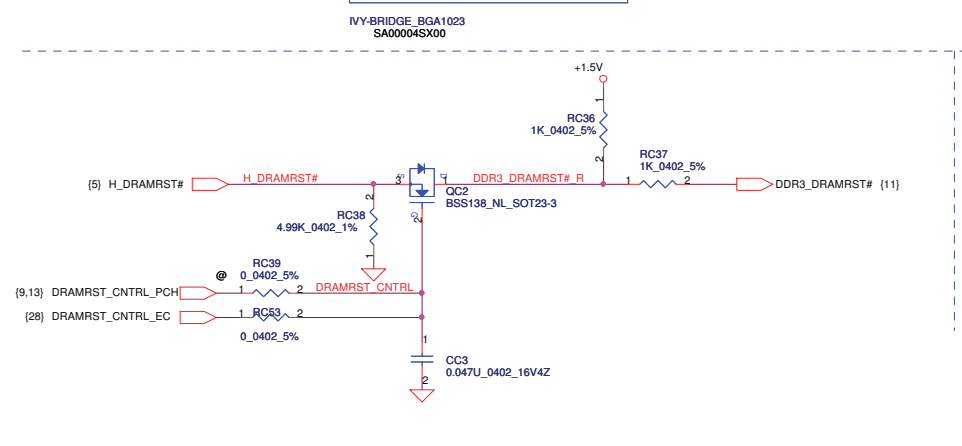 IVY-BRIDGE_BGA1023
SA00004SX00
+1.5V
1
RC36
1K_0402_5%
2
RC37
1K_0402_5%
{5} H_DRAMRST#
H_DRAMRST#
3
S
D
1
DDR3_DRAMRST#_R
1
2
DDR3_DRAMRST# {11}
QC2
BSS138_NL_SOT23-3
G
2
2
RC38
4.99K_0402_1%
1
@
RC39
0_0402_5%
{9,13} DRAMRST_CNTRL_PCH
1
2
DRAMRST_CNTRL
{28} DRAMRST_CNTRL_EC
1
RC53
2
0_0402_5%
1
CC3
0.047U_0402_16V4Z
2